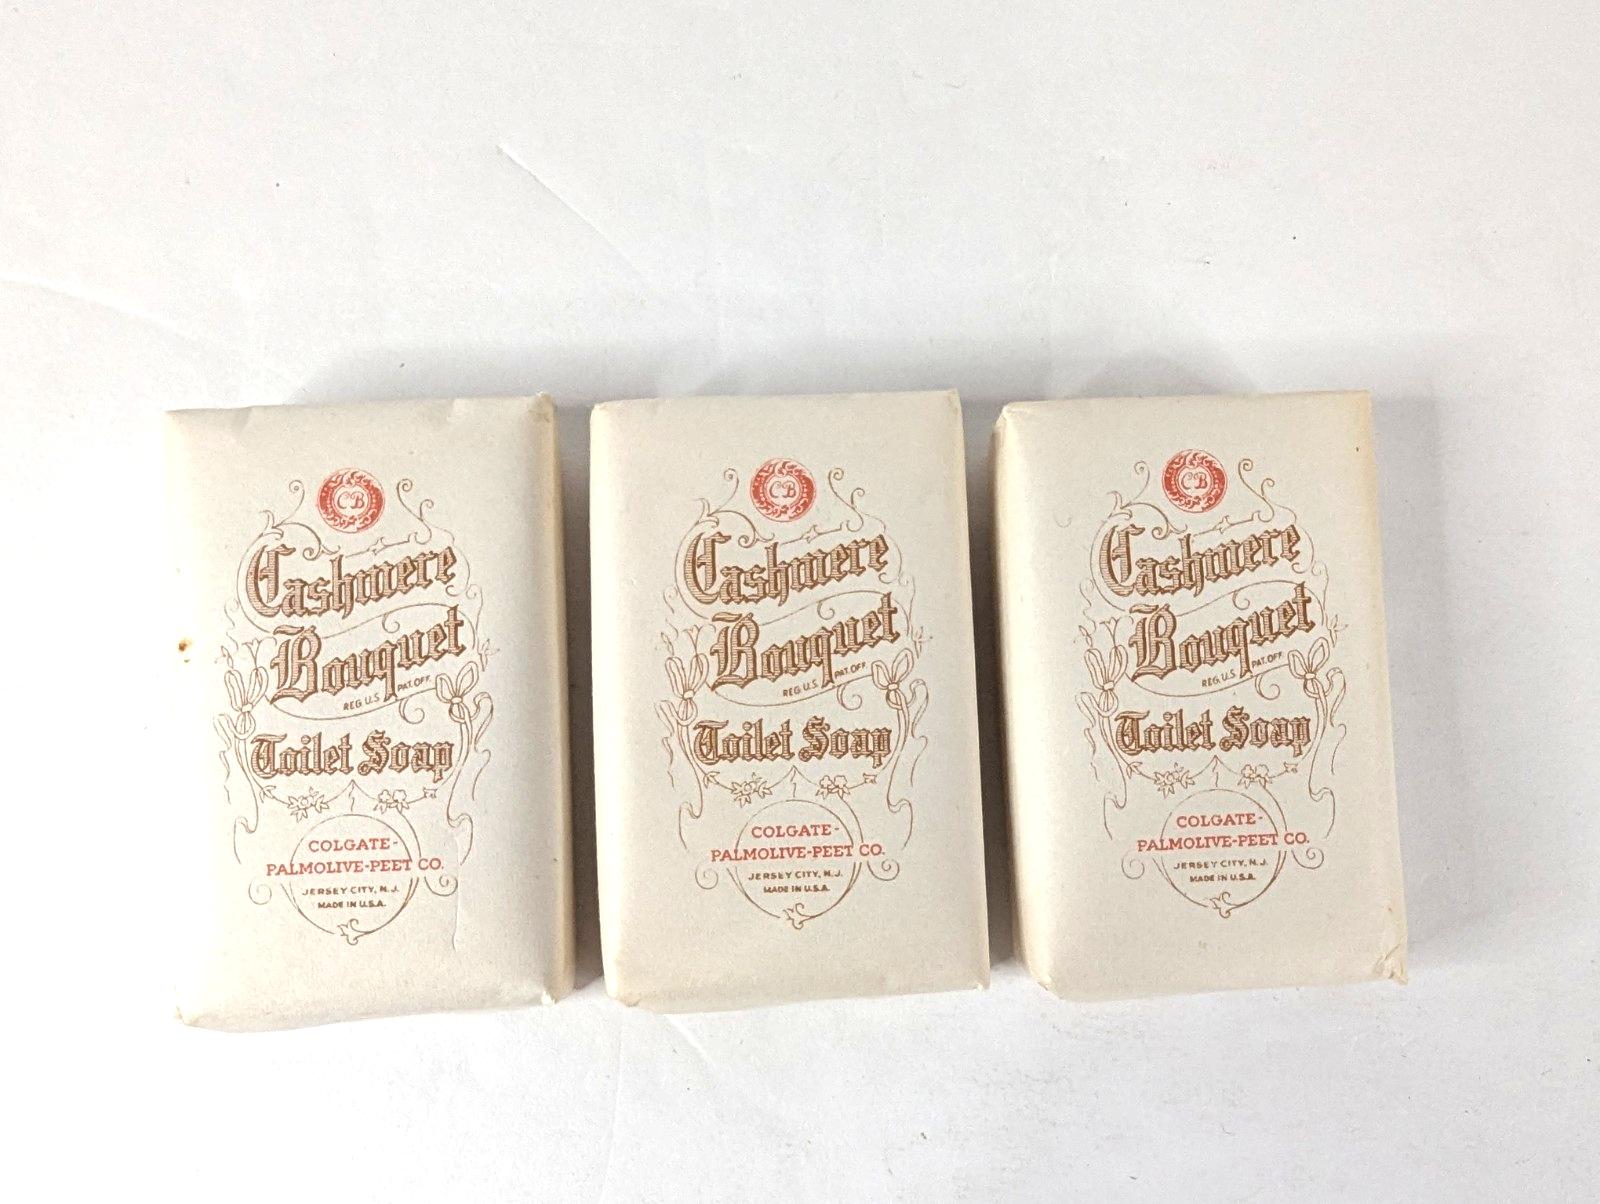 CB
Cashmere
Bouquet
REG. U.S. PAT. OFF.
Toilet Soap
COLGATE-
PALMOLIVE-PEET CO.
JERSEY CITY, N.J.
MADE IN U.S.A.
CB
Cashmere
Bouquet
REG. U.S. PAT. OFF.
Toilet Soap
COLGATE-
PALMOLIVE-PEET CO.
JERSEY CITY, N.J.
MADE IN U.S.A.
CB
Cashmere
Bouquet
REG. U.S. PAT. OFF.
Toilet Soap
COLGATE-
PALMOLIVE-PEET CO.
JERSEY CITY, N.J.
MADE IN U.S.A.